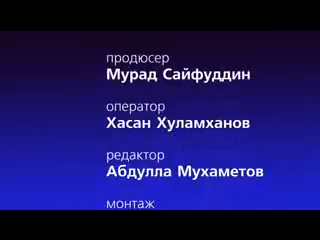 продюсер
Мурад Сайфуддин
оператор
Хасан Хуламханов
редактор
Абдулла Мухаметов
монтаж